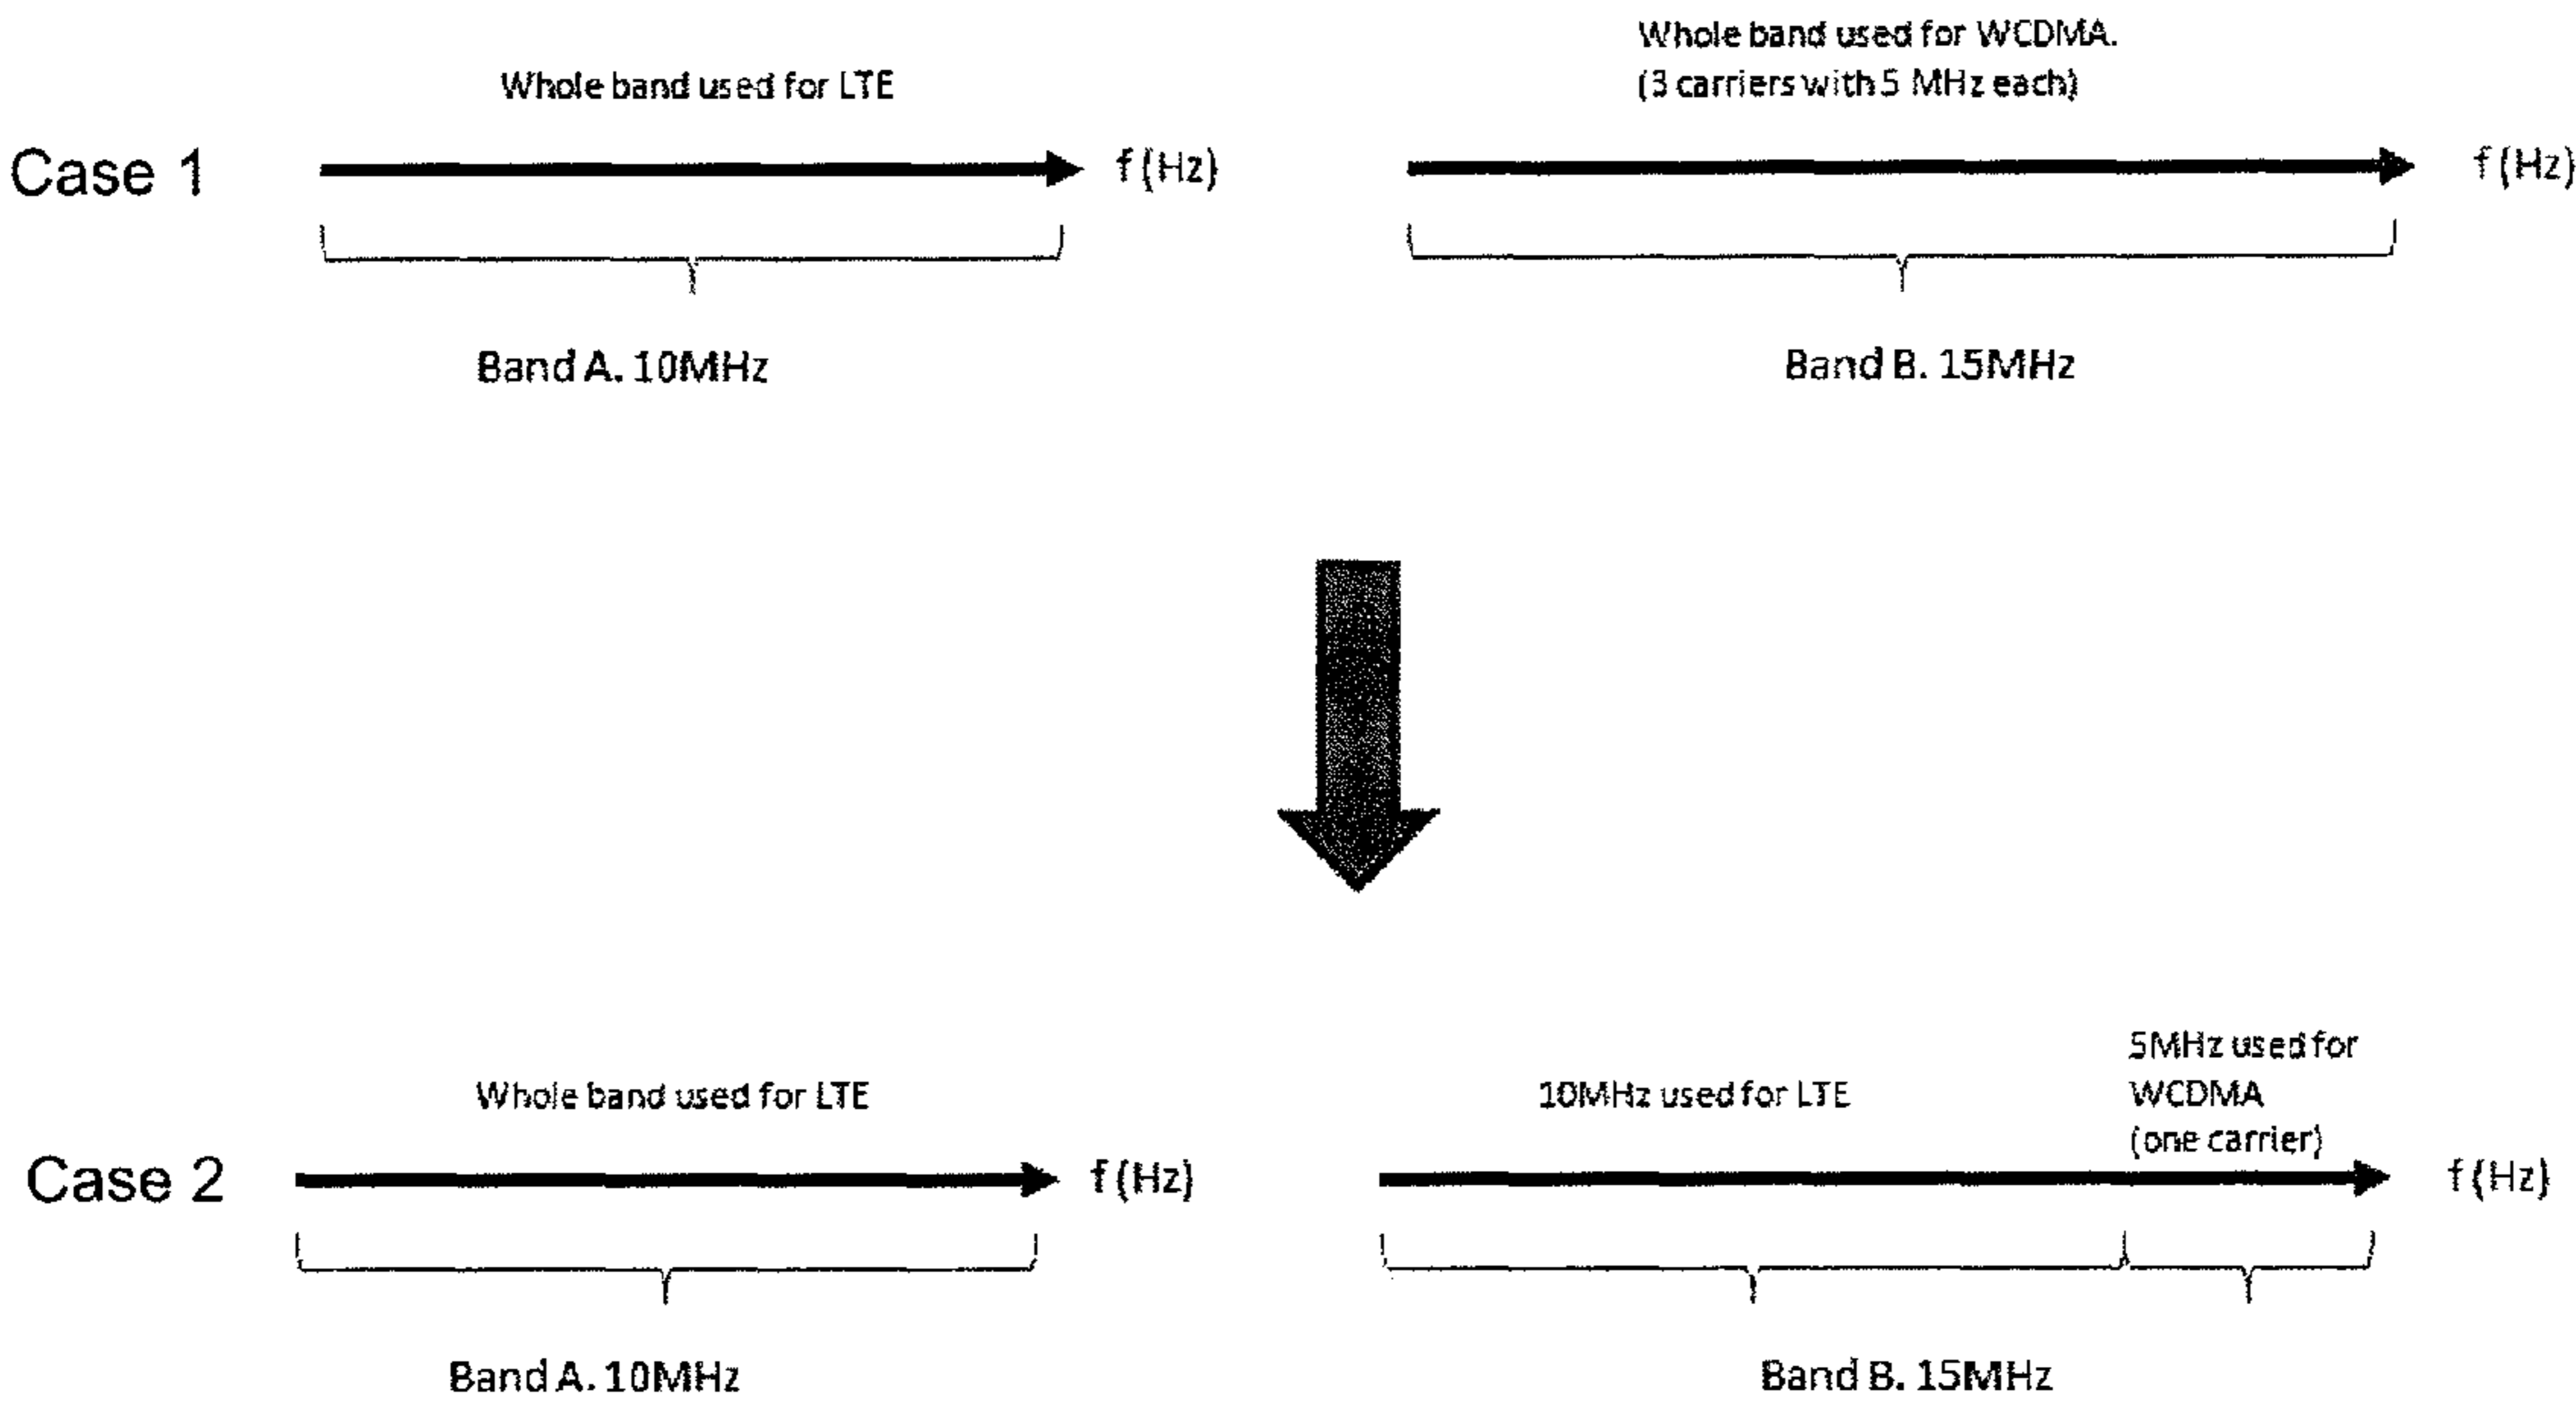 Whole band used for LTE
Whole band used for WCDMA.
(3 carriers with 5 MHz each)
Case 1
f (Hz)
f (Hz)
Band A. 10MHz
Band B. 15MHz
Whole band used for LTE
10MHz used for LTE
5MHz used for
WCDMA
(one carrier)
Case 2
f (Hz)
f (Hz)
Band A. 10MHz
Band B. 15MHz